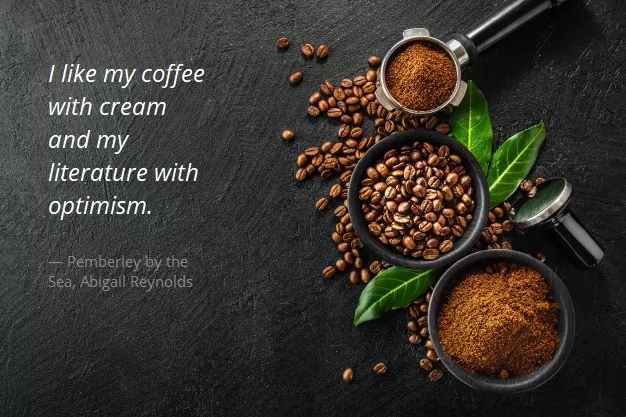 I like my coffee
with cream
and my
literature with
optimism.
— Pemberley by the
Sea, Abigail Reynolds